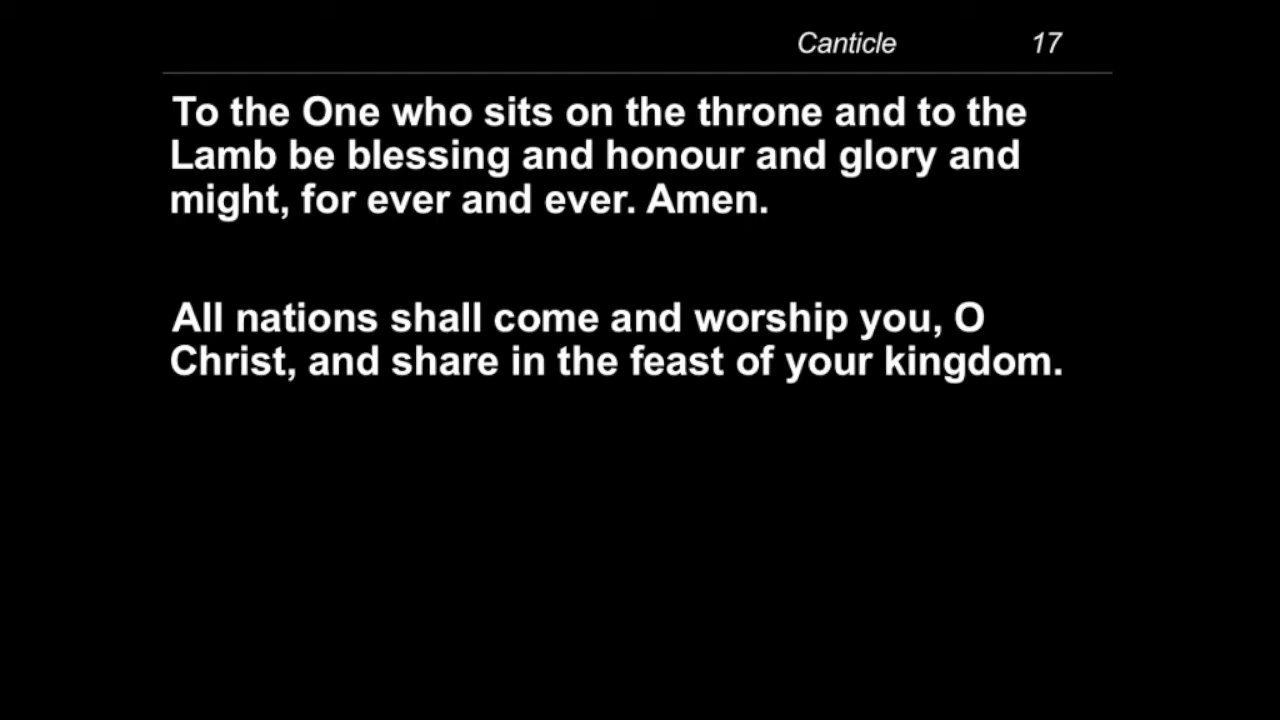 Canticle 17
To the One who sits on the throne and to the
Lamb be blessing and honour and glory and
might, for ever and ever. Amen.
All nations shall come and worship you, O
Christ, and share in the feast of your kingdom.